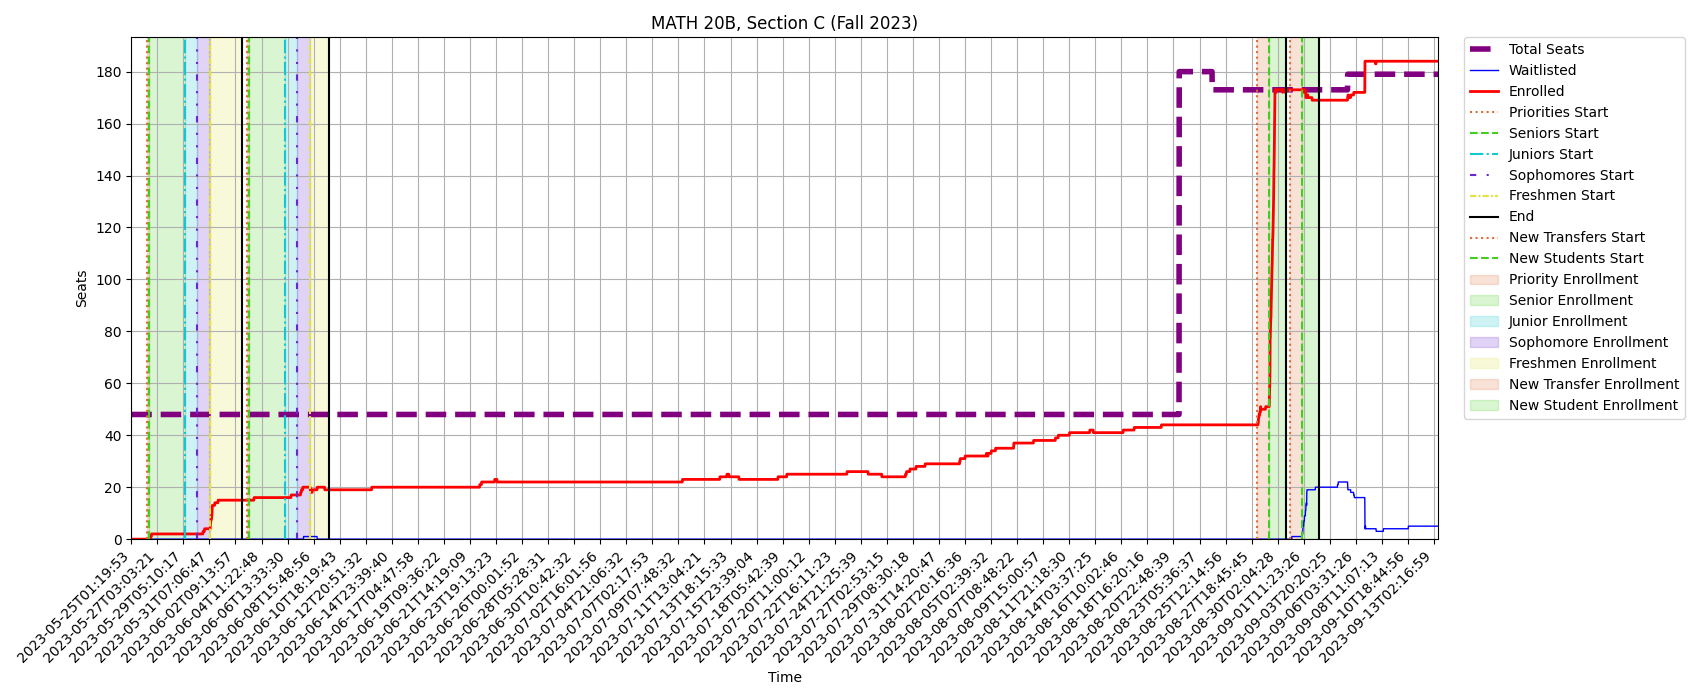 MATH 20B, Section C (Fall 2023)
Seats
180
160
140
120
100
80
60
40
20
0
2023-05-25T01:19:53
2023-05-27T03:03:21
2023-05-29T05:10:17
2023-05-31T07:06:47
2023-06-02T09:13:57
2023-06-04T11:22:48
2023-06-06T13:33:30
2023-06-08T15:48:56
2023-06-10T18:19:43
2023-06-12T20:51:32
2023-06-14T23:39:40
2023-06-17T04:47:58
2023-06-19T09:36:22
2023-06-21T14:19:09
2023-06-23T19:13:23
2023-06-26T00:01:52
2023-06-28T05:28:31
2023-06-30T10:42:32
2023-07-02T16:01:56
2023-07-04T21:06:32
2023-07-07T02:17:53
2023-07-09T07:48:32
2023-07-11T13:04:21
2023-07-13T18:15:33
2023-07-15T23:39:04
2023-07-18T05:42:39
2023-07-20T11:00:12
2023-07-22T16:11:23
2023-07-24T21:25:39
2023-07-27T02:53:15
2023-07-29T08:30:18
2023-07-31T14:20:47
2023-08-02T20:16:36
2023-08-05T02:39:32
2023-08-07T08:48:22
2023-08-09T15:00:57
2023-08-11T21:18:30
2023-08-14T03:37:25
2023-08-16T10:02:46
2023-08-18T16:20:16
2023-08-20T22:48:39
2023-08-23T05:36:37
2023-08-25T12:14:56
2023-08-27T18:45:45
2023-08-30T02:04:28
2023-09-01T11:23:26
2023-09-03T20:20:25
2023-09-06T03:31:26
2023-09-08T11:07:13
2023-09-10T18:44:56
2023-09-13T02:16:59
Time
Total Seats
Waitlisted
Enrolled
Priorities Start
Seniors Start
Juniors Start
Sophomores Start
Freshmen Start
End
New Transfers Start
New Students Start
Priority Enrollment
Senior Enrollment
Junior Enrollment
Sophomore Enrollment
Freshmen Enrollment
New Transfer Enrollment
New Student Enrollment